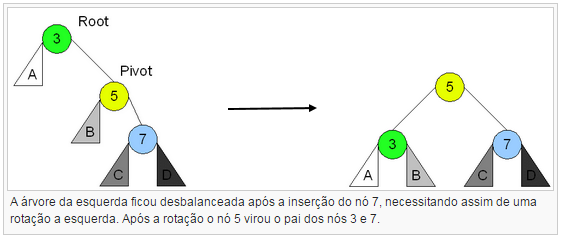 Root
3
A
Pivot
5
B
7
C
D
5
3
7
A
B
C
D
A árvore da esquerda ficou desbalanceada após a inserção do nó 7, necessitando assim de uma
rotação a esquerda. Após a rotação o nó 5 virou o pai dos nós 3 e 7.